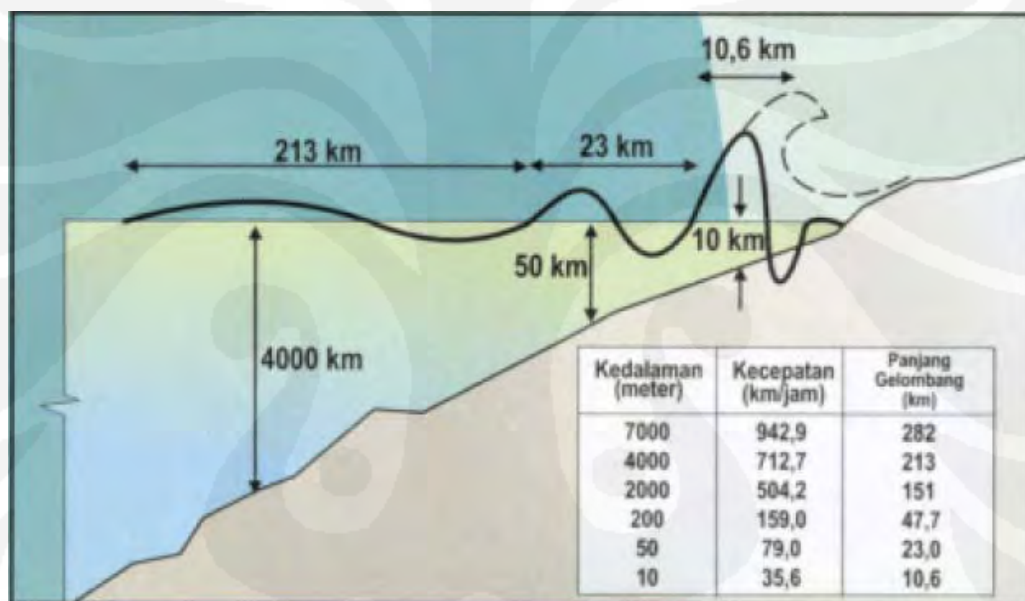 10,6 km
213 km
23 km
10 km
50 km
4000 km
Kedalaman (meter) Kecepatan (km/jam) Panjang Gelombang (km)
7000 942,9 282
4000 712,7 213
2000 504,2 151
200 159,0 47,7
50 79,0 23,0
10 35,6 10,6